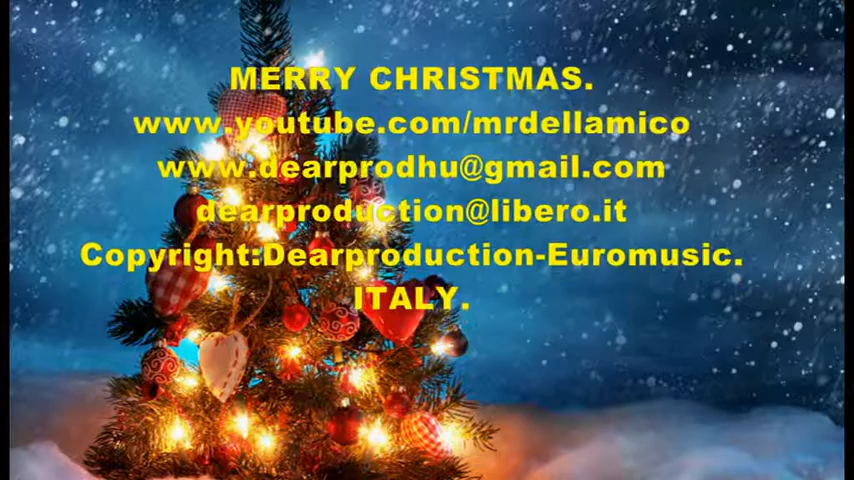 MERRY CHRISTMAS.
www.youtube.com/mrdellamico
www.dearprodhu@gmail.com
dearproduction@libero.it
Copyright:Dearproduction-Euromusic.
ITALY.